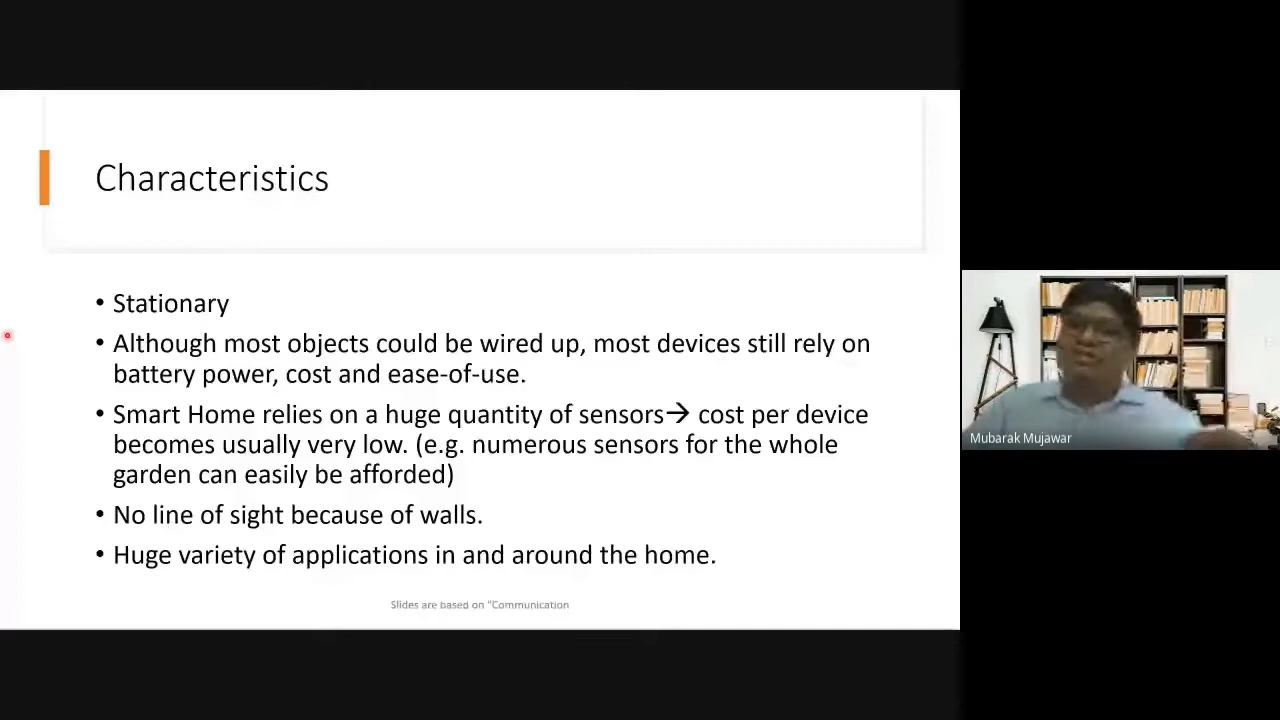 Characteristics
• Stationary
• Although most objects could be wired up, most devices still rely on
battery power, cost and ease-of-use.
• Smart Home relies on a huge quantity of sensors→ cost per device
becomes usually very low. (e.g. numerous sensors for the whole
garden can easily be afforded)
• No line of sight because of walls.
• Huge variety of applications in and around the home.
Slides are based on "Communication
Mubarak Mujawar